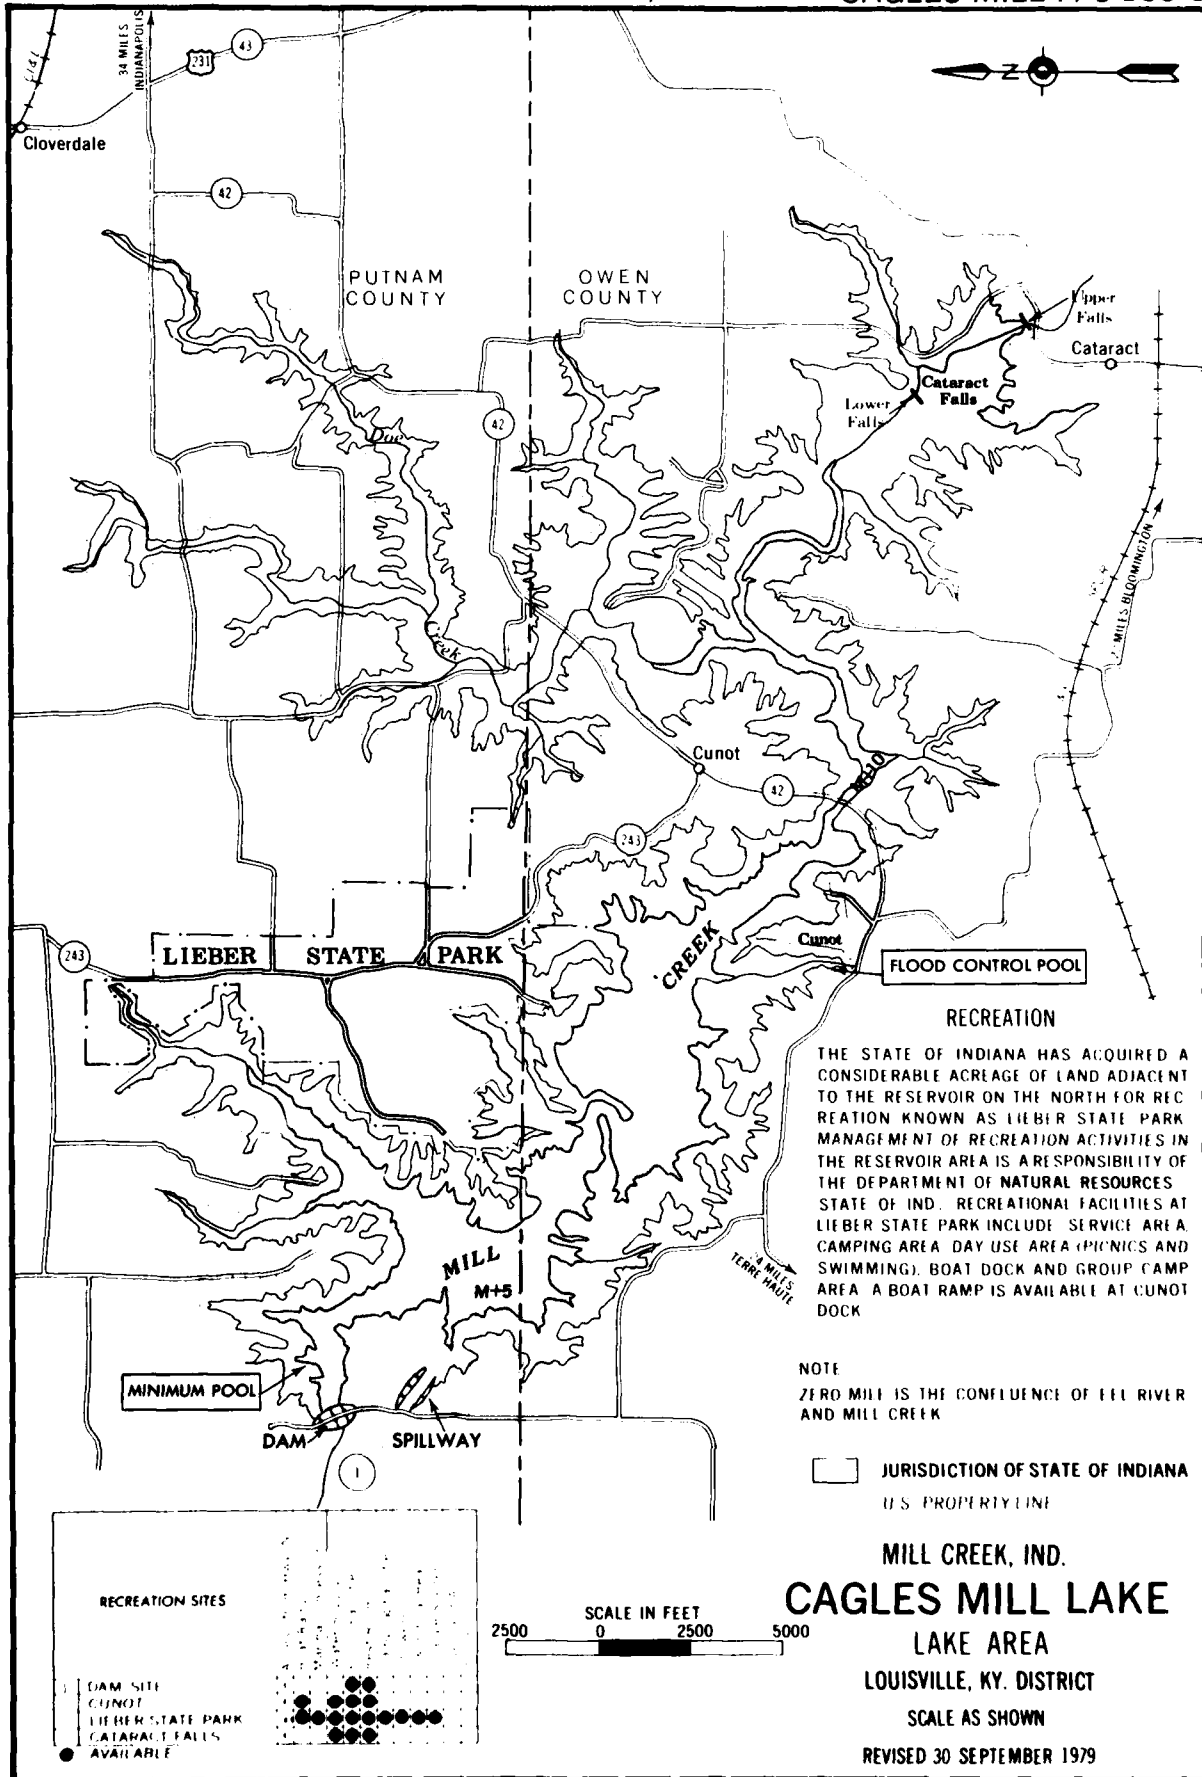 34 MILES
INDIANAPOLIS
231
43
Cloverdale
Z
42
PUTNAM
COUNTY
OWEN
COUNTY
Upper
Falls
Cataract
Cataract
Falls
Lower
Falls
42
Doe
Creek
MILES BLOOMINGTON
Cunot
M+10
42
243
CREEK
Cunot
243
LIEBER STATE PARK
FLOOD CONTROL POOL
RECREATION
THE STATE OF INDIANA HAS ACQUIRED A
CONSIDERABLE ACREAGE OF LAND ADJACENT
TO THE RESERVOIR ON THE NORTH FOR REC
REATION KNOWN AS LIEBER STATE PARK
MANAGEMENT OF RECREATION ACTIVITIES IN
THE RESERVOIR AREA IS A RESPONSIBILITY OF
THE DEPARTMENT OF NATURAL RESOURCES
STATE OF IND. RECREATIONAL FACILITIES AT
LIEBER STATE PARK INCLUDE SERVICE AREA,
CAMPING AREA DAY USE AREA (PICNICS AND
SWIMMING), BOAT DOCK AND GROUP CAMP
AREA A BOAT RAMP IS AVAILABLE AT CUNOT
DOCK
MILL
M+5
MILES
TERRE HAUTE
MINIMUM POOL
DAM
SPILLWAY
1
NOTE
ZERO MILE IS THE CONFLUENCE OF EEL RIVER
AND MILL CREEK
JURISDICTION OF STATE OF INDIANA
U.S. PROPERTY LINE
RECREATION SITES
1 DAM SITE
CUNOT
LIEBER STATE PARK
CATARACT FALLS
AVAILABLE
SCALE IN FEET
2500 0 2500 5000
MILL CREEK, IND.
CAGLES MILL LAKE
LAKE AREA
LOUISVILLE, KY. DISTRICT
SCALE AS SHOWN
REVISED 30 SEPTEMBER 1979